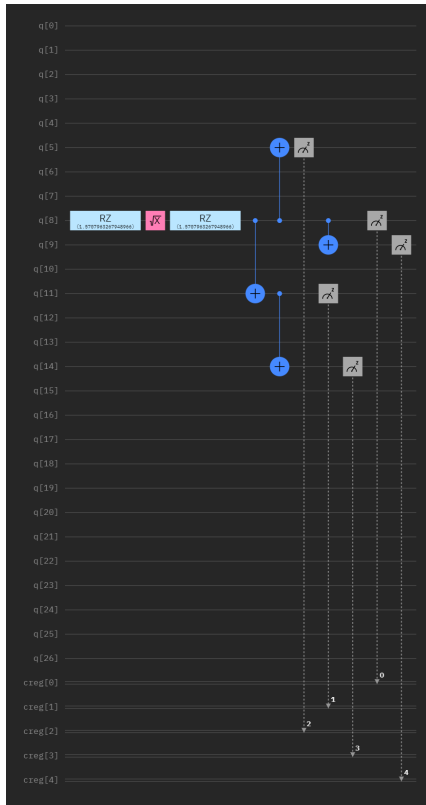 q[0]
q[1]
q[2]
q[3]
q[4]
q[5]
z
q[6]
q[7]
q[8] RZ √X RZ z
(1.5707963267948966) (1.5707963267948966)
q[9] z
q[10]
q[11] z
q[12]
q[13]
q[14] z
q[15]
q[16]
q[17]
q[18]
q[19]
q[20]
q[21]
q[22]
q[23]
q[24]
q[25]
q[26]
creg[0] 0
creg[1] 1
creg[2] 2
creg[3] 3
creg[4] 4